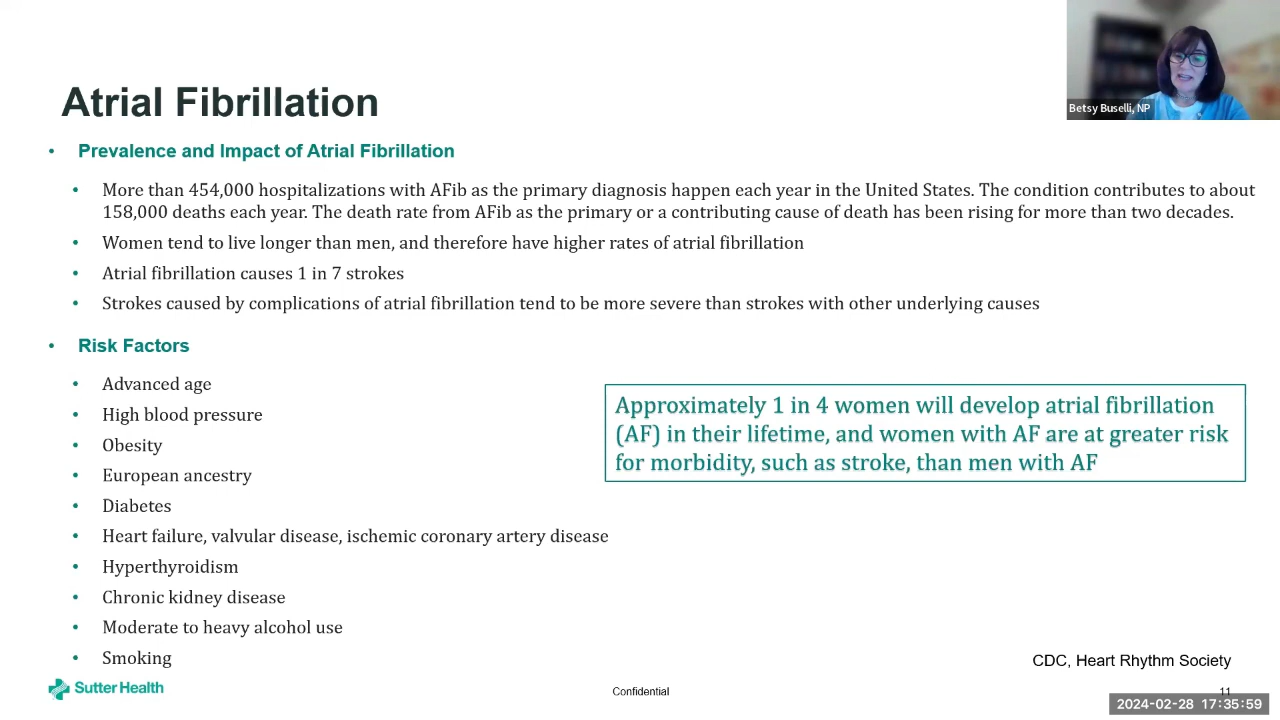 Betsy Buselli, NP
Atrial Fibrillation
• Prevalence and Impact of Atrial Fibrillation
• More than 454,000 hospitalizations with AFib as the primary diagnosis happen each year in the United States. The condition contributes to about
158,000 deaths each year. The death rate from AFib as the primary or a contributing cause of death has been rising for more than two decades.
• Women tend to live longer than men, and therefore have higher rates of atrial fibrillation
• Atrial fibrillation causes 1 in 7 strokes
• Strokes caused by complications of atrial fibrillation tend to be more severe than strokes with other underlying causes
• Risk Factors
• Advanced age
• High blood pressure
• Obesity
• European ancestry
• Diabetes
• Heart failure, valvular disease, ischemic coronary artery disease
• Hyperthyroidism
• Chronic kidney disease
• Moderate to heavy alcohol use
• Smoking
Approximately 1 in 4 women will develop atrial fibrillation
(AF) in their lifetime, and women with AF are at greater risk
for morbidity, such as stroke, than men with AF
CDC, Heart Rhythm Society
Sutter Health
Confidential
11
2024-02-28 17:35:59